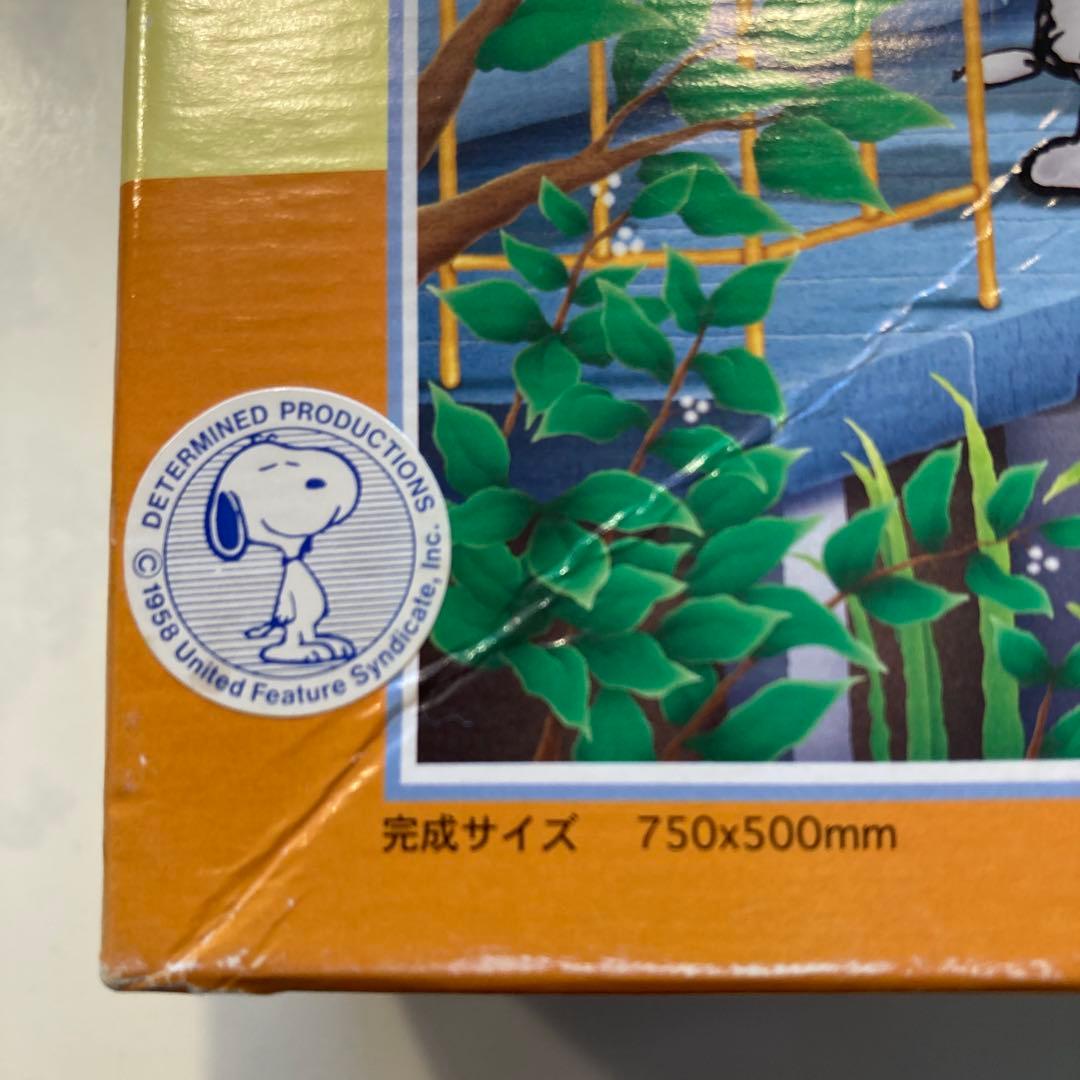 DETERMINED PRODUCTIONS
© 1958 United Feature Syndicate, Inc.
完成サイズ 750x500mm